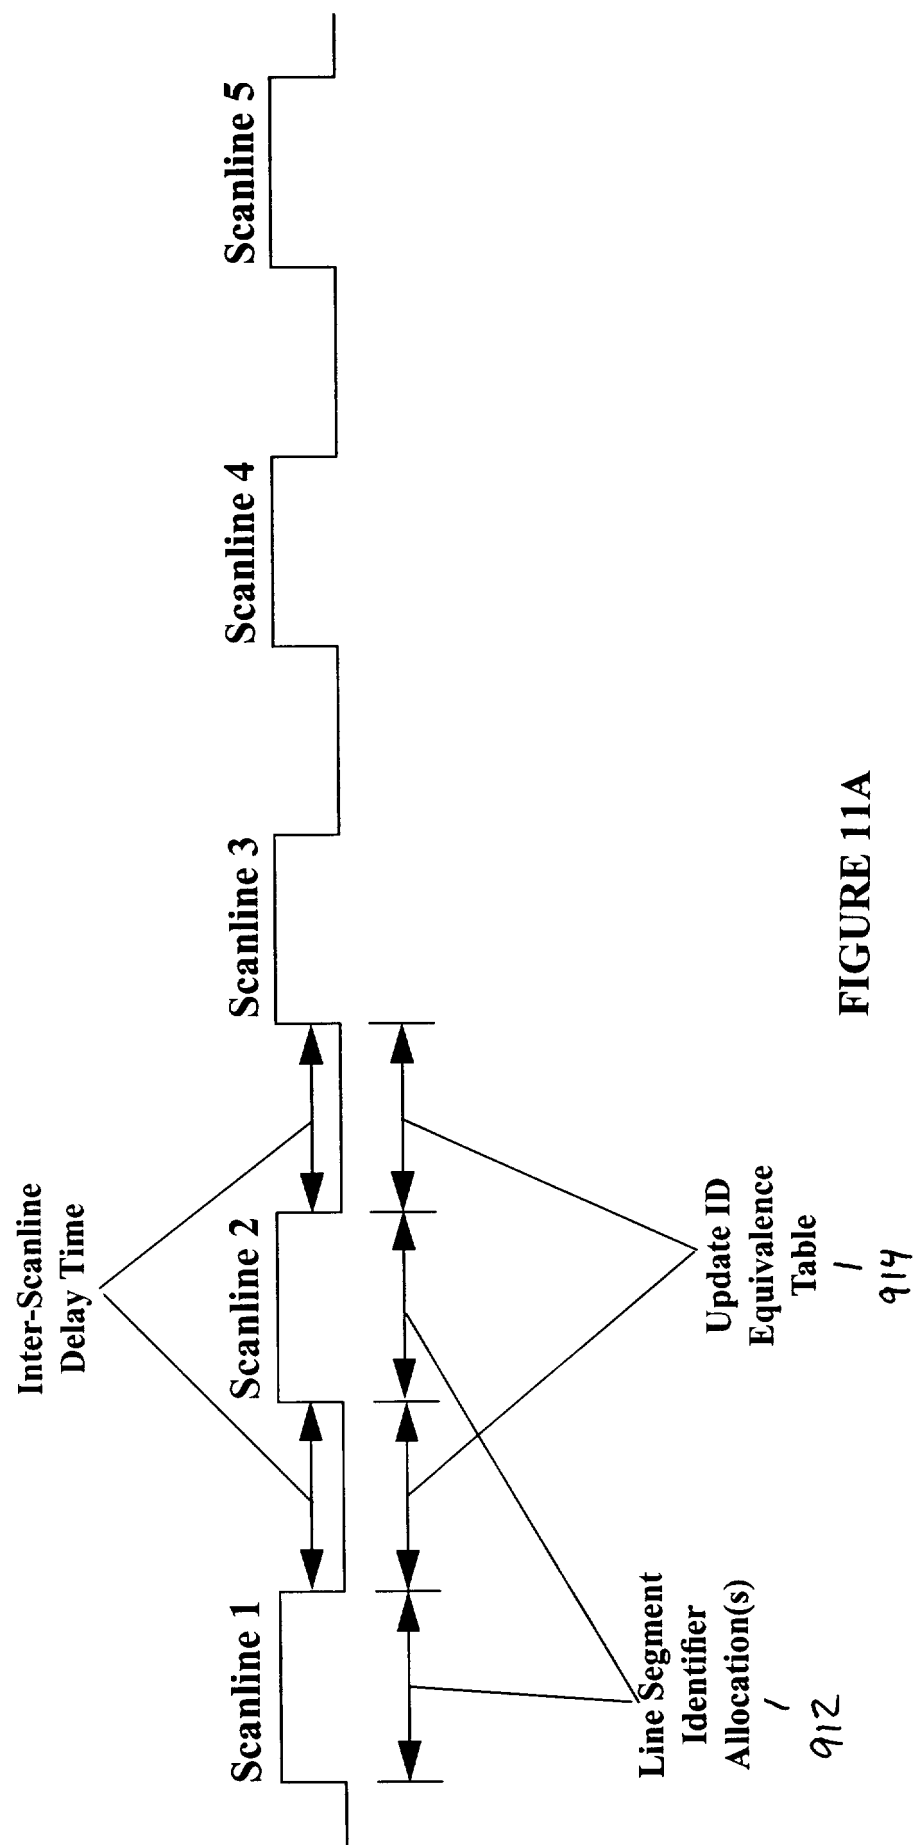 Inter-Scanline
Delay Time
Scanline 1
Scanline 2
Scanline 3
Scanline 4
Scanline 5
Line Segment
Identifier
Allocation(s)
912
Update ID
Equivalence
Table
914
FIGURE 11A